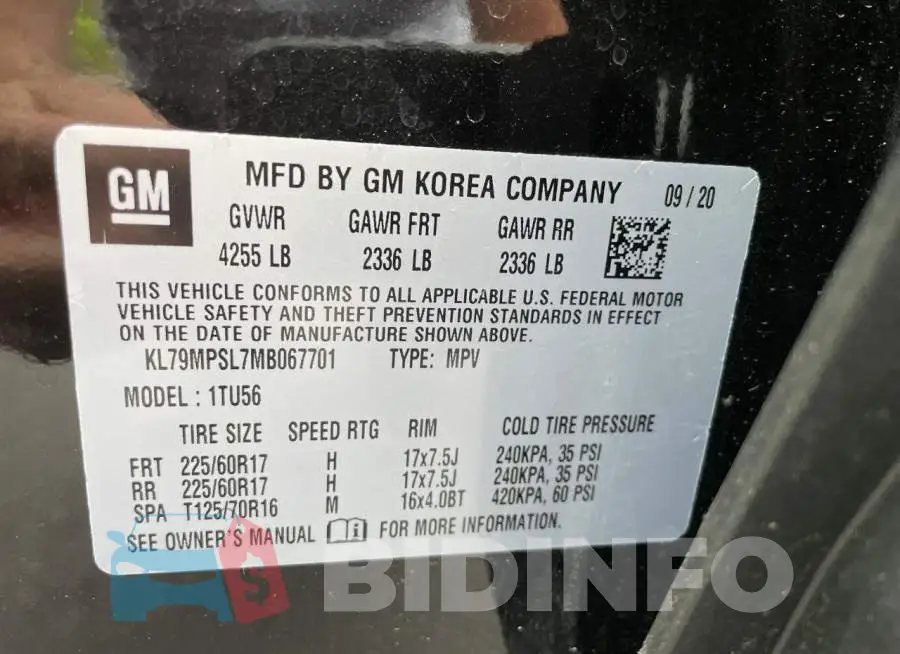 GM
MFD BY GM KOREA COMPANY 09 / 20
GVWR GAWR FRT GAWR RR
4255 LB 2336 LB 2336 LB
THIS VEHICLE CONFORMS TO ALL APPLICABLE U.S. FEDERAL MOTOR
VEHICLE SAFETY AND THEFT PREVENTION STANDARDS IN EFFECT
ON THE DATE OF MANUFACTURE SHOWN ABOVE.
KL79MPSL7MB067701 TYPE: MPV
MODEL : 1TU56
TIRE SIZE SPEED RTG RIM COLD TIRE PRESSURE
FRT 225/60R17 H 17x7.5J 240KPA, 35 PSI
RR 225/60R17 H 17x7.5J 240KPA, 35 PSI
SPA T125/70R16 M 16x4.0BT 420KPA, 60 PSI
SEE OWNER'S MANUAL i FOR MORE INFORMATION.
$ BIDINFO